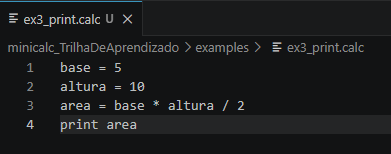 ex3_print.calc U
minicalc_TrilhaDeAprendizado > examples > ex3_print.calc
1 base = 5
2 altura = 10
3 area = base * altura / 2
4 print area